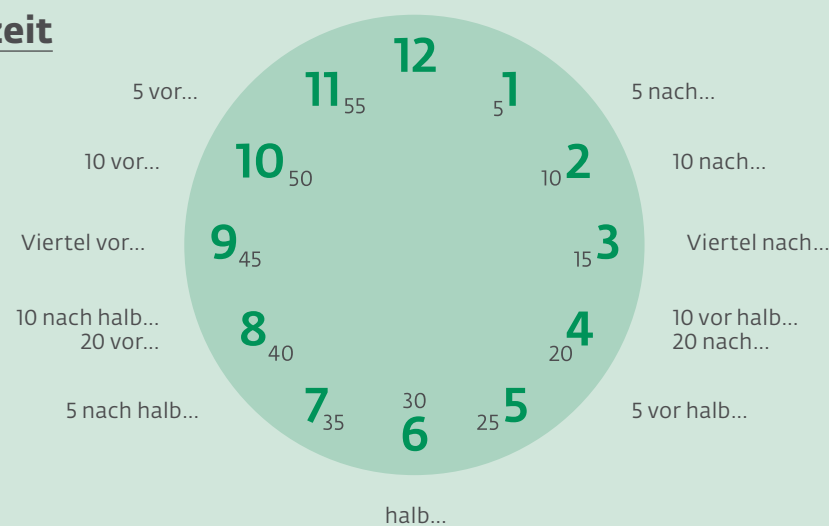 zeit
12
5 vor...
11
55
5
1
5 nach...
10 vor...
10
50
10
2
10 nach...
Viertel vor...
9
45
15
3
Viertel nach...
10 nach halb...
20 vor...
8
40
20
4
10 vor halb...
20 nach...
5 nach halb...
7
35
30
6
25
5
5 vor halb...
halb...